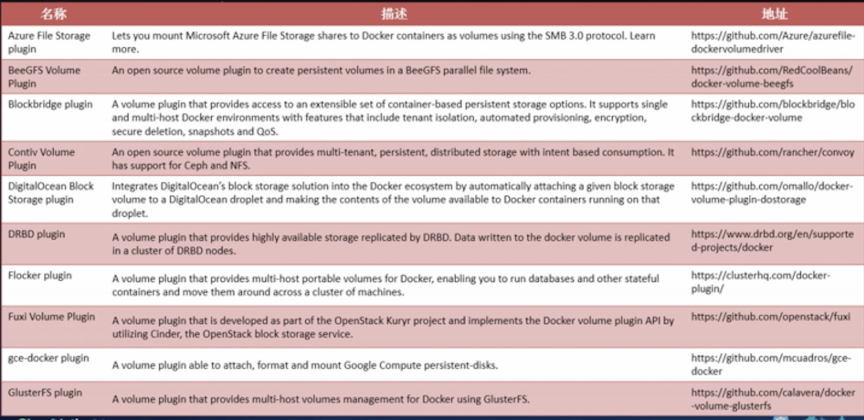 名称 描述 地址
Azure File Storage plugin
Lets you mount Microsoft Azure File Storage shares to Docker containers as volumes using the SMB 3.0 protocol. Learn
more.
https://github.com/Azure/azurefile-
dockervolumedriver
BeeGFS Volume
Plugin
An open source volume plugin to create persistent volumes in a BeeGFS parallel file system.
https://github.com/RedCoolBeans/
docker-volume-beegfs
Blockbridge plugin
A volume plugin that provides access to an extensible set of container-based persistent storage options. It supports single
and multi-host Docker environments with features that include tenant isolation, automated provisioning, encryption,
secure deletion, snapshots and QoS.
https://github.com/blockbridge/blo
ckbridge-docker-volume
Contiv Volume
Plugin
An open source volume plugin that provides multi-tenant, persistent, distributed storage with intent based consumption. It
has support for Ceph and NFS.
https://github.com/rancher/convoy
DigitalOcean Block
Storage plugin
Integrates DigitalOcean's block storage solution into the Docker ecosystem by automatically attaching a given block storage
volume to a DigitalOcean droplet and making the contents of the volume available to Docker containers running on that
droplet.
https://github.com/omallo/docker-
volume-plugin-dostorage
DRBD plugin
A volume plugin that provides highly available storage replicated by DRBD. Data written to the docker volume is replicated
in a cluster of DRBD nodes.
https://www.drbd.org/en/supporte
d-projects/docker
Flocker plugin
A volume plugin that provides multi-host portable volumes for Docker, enabling you to run databases and other stateful
containers and move them around across a cluster of machines.
https://clusterhq.com/docker-
plugin/
Fuxi Volume Plugin
A volume plugin that is developed as part of the OpenStack Kuryr project and implements the Docker volume plugin API by
utilizing Cinder, the OpenStack block storage service.
https://github.com/openstack/fuxi
gce-docker plugin
A volume plugin able to attach, format and mount Google Compute persistent-disks.
https://github.com/mcuadros/gce-
docker
GlusterFS plugin
A volume plugin that provides multi-host volumes management for Docker using GlusterFS.
https://github.com/calavera/docker
-volume-glusterfs